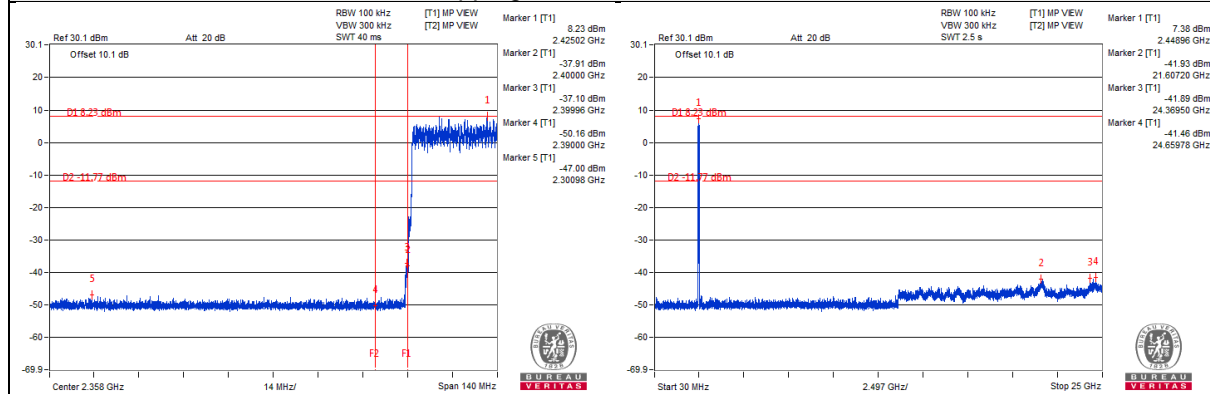 RBW 100 kHz [T1] MP VIEW
VBW 300 kHz [T2] MP VIEW
Ref 30.1 dBm Att 20 dB SWT 40 ms
30.1
Offset 10.1 dB
20
10
0
-10
-20
-30
-40
-50
-60
-69.9
D1 8.23 dBm
D2 -11.77 dBm
1
2
4
5
F2
F1
Center 2.358 GHz 14 MHz/ Span 140 MHz
Marker 1 [T1]
8.23 dBm
2.42502 GHz
Marker 2 [T1]
-37.91 dBm
2.40000 GHz
Marker 3 [T1]
-37.10 dBm
2.39996 GHz
Marker 4 [T1]
-50.16 dBm
2.39000 GHz
Marker 5 [T1]
-47.00 dBm
2.30098 GHz
BUREAU VERITAS
1828
BUREAU
VERITAS
RBW 100 kHz [T1] MP VIEW
VBW 300 kHz [T2] MP VIEW
Ref 30.1 dBm Att 20 dB SWT 2.5 s
30.1
Offset 10.1 dB
20
10
0
-10
-20
-30
-40
-50
-60
-69.9
D1 8.23 dBm
D2 -11.77 dBm
1
2
34
Start 30 MHz 2.497 GHz/ Stop 25 GHz
Marker 1 [T1]
7.38 dBm
2.44896 GHz
Marker 2 [T1]
-41.93 dBm
21.60720 GHz
Marker 3 [T1]
-41.89 dBm
24.36950 GHz
Marker 4 [T1]
-41.46 dBm
24.65978 GHz
BUREAU VERITAS
1828
BUREAU
VERITAS